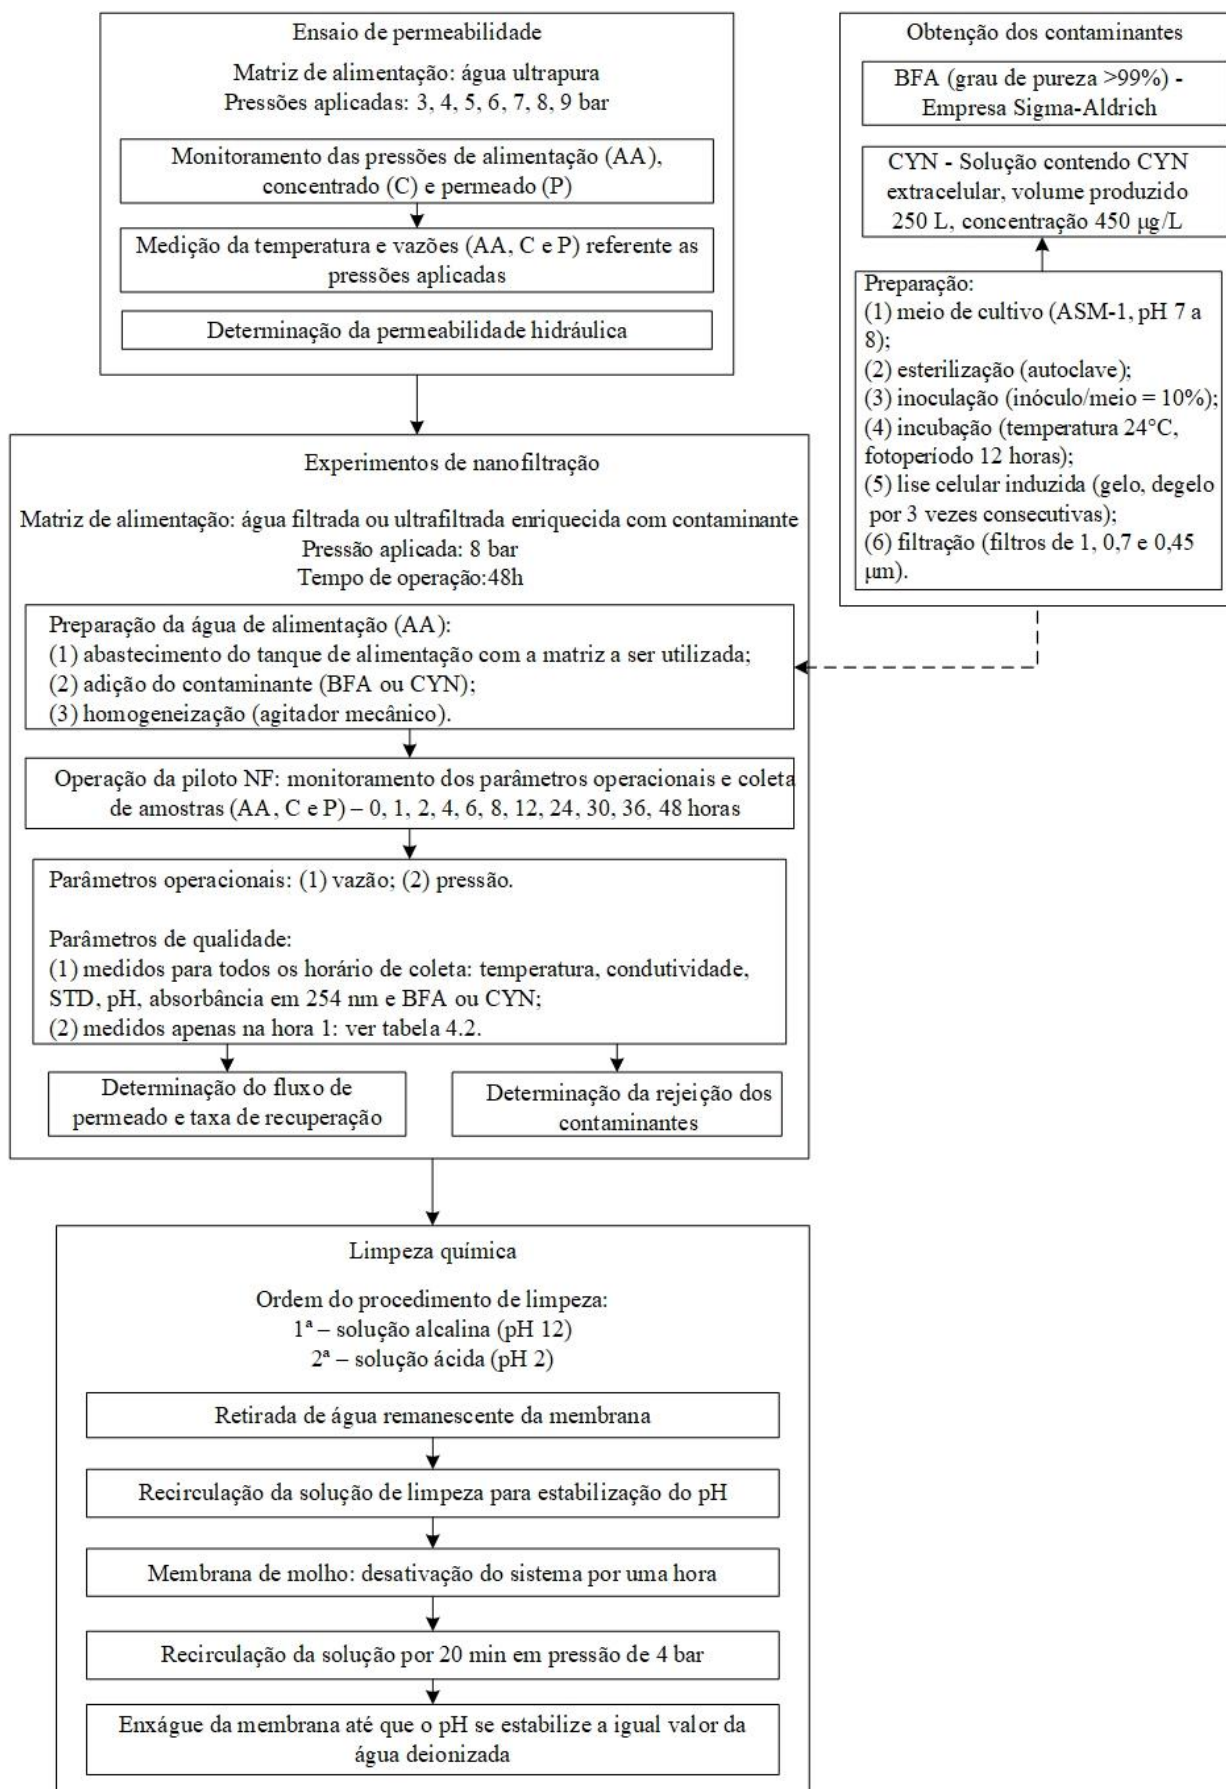 Ensaio de permeabilidade
Matriz de alimentação: água ultrapura
Pressões aplicadas: 3, 4, 5, 6, 7, 8, 9 bar
Monitoramento das pressões de alimentação (AA),
concentrado (C) e permeado (P)
Medição da temperatura e vazões (AA, C e P) referente as
pressões aplicadas
Determinação da permeabilidade hidráulica
Obtenção dos contaminantes
BFA (grau de pureza >99%) -
Empresa Sigma-Aldrich
CYN - Solução contendo CYN
extracelular, volume produzido
250 L, concentração 450 µg/L
Preparação:
(1) meio de cultivo (ASM-1, pH 7 a
8);
(2) esterilização (autoclave);
(3) inoculação (inóculo/meio = 10%);
(4) incubação (temperatura 24°C,
fotoperíodo 12 horas);
(5) lise celular induzida (gelo, degelo
por 3 vezes consecutivas);
(6) filtração (filtros de 1, 0,7 e 0,45
µm).
Experimentos de nanofiltração
Matriz de alimentação: água filtrada ou ultrafiltrada enriquecida com contaminante
Pressão aplicada: 8 bar
Tempo de operação:48h
Preparação da água de alimentação (AA):
(1) abastecimento do tanque de alimentação com a matriz a ser utilizada;
(2) adição do contaminante (BFA ou CYN);
(3) homogeneização (agitador mecânico).
Operação da piloto NF: monitoramento dos parâmetros operacionais e coleta
de amostras (AA, C e P) – 0, 1, 2, 4, 6, 8, 12, 24, 30, 36, 48 horas
Parâmetros operacionais: (1) vazão; (2) pressão.
Parâmetros de qualidade:
(1) medidos para todos os horário de coleta: temperatura, condutividade,
STD, pH, absorbância em 254 nm e BFA ou CYN;
(2) medidos apenas na hora 1: ver tabela 4.2.
Determinação do fluxo de
permeado e taxa de recuperação
Determinação da rejeição dos
contaminantes
Limpeza química
Ordem do procedimento de limpeza:
1ª – solução alcalina (pH 12)
2ª – solução ácida (pH 2)
Retirada de água remanescente da membrana
Recirculação da solução de limpeza para estabilização do pH
Membrana de molho: desativação do sistema por uma hora
Recirculação da solução por 20 min em pressão de 4 bar
Enxágue da membrana até que o pH se estabilize a igual valor da
água deionizada